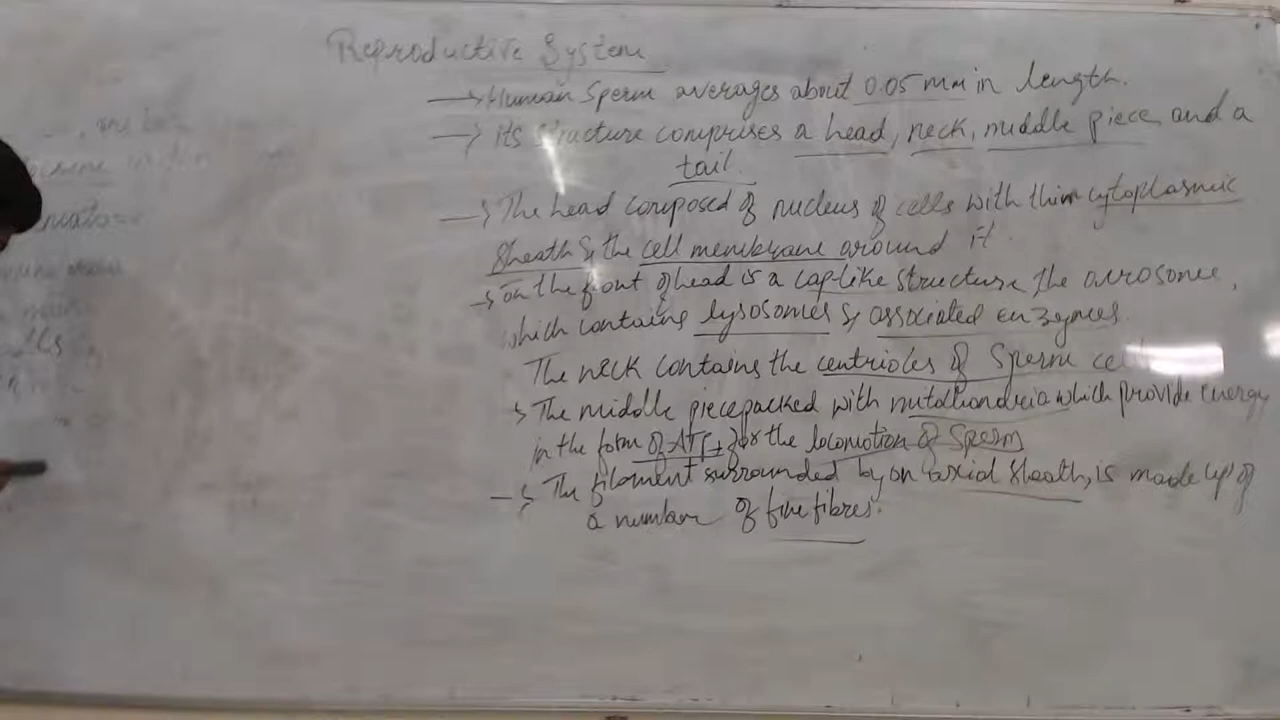 Reproductive System
→ Human Sperm averages about 0.05 mm in length.
→ its structure comprises a head, neck, middle piece and a
tail.
→ The head composed of nucleus of cells with thin cytoplasmic
sheath & the cell membrane around it.
→ on the front of head is a cap-like structure the acrosome,
which contains lysosomes & associated enzymes.
The neck contains the centrioles of Sperm cell
→ The middle piece packed with mitochondria which provide energy
in the form of ATP for the locomotion of Sperm
→ The filament surrounded by an axial sheath, is made up of
a number of fine fibres.